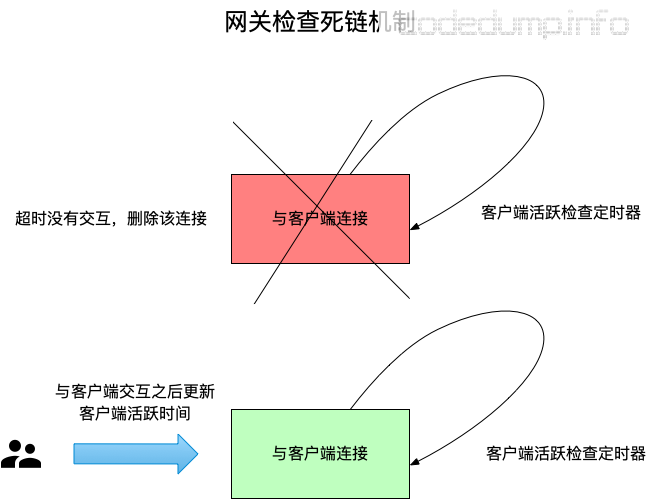 网关检查死链机制
codedump.info
超时没有交互，删除该连接
与客户端连接
客户端活跃检查定时器
与客户端交互之后更新
客户端活跃时间
与客户端连接
客户端活跃检查定时器